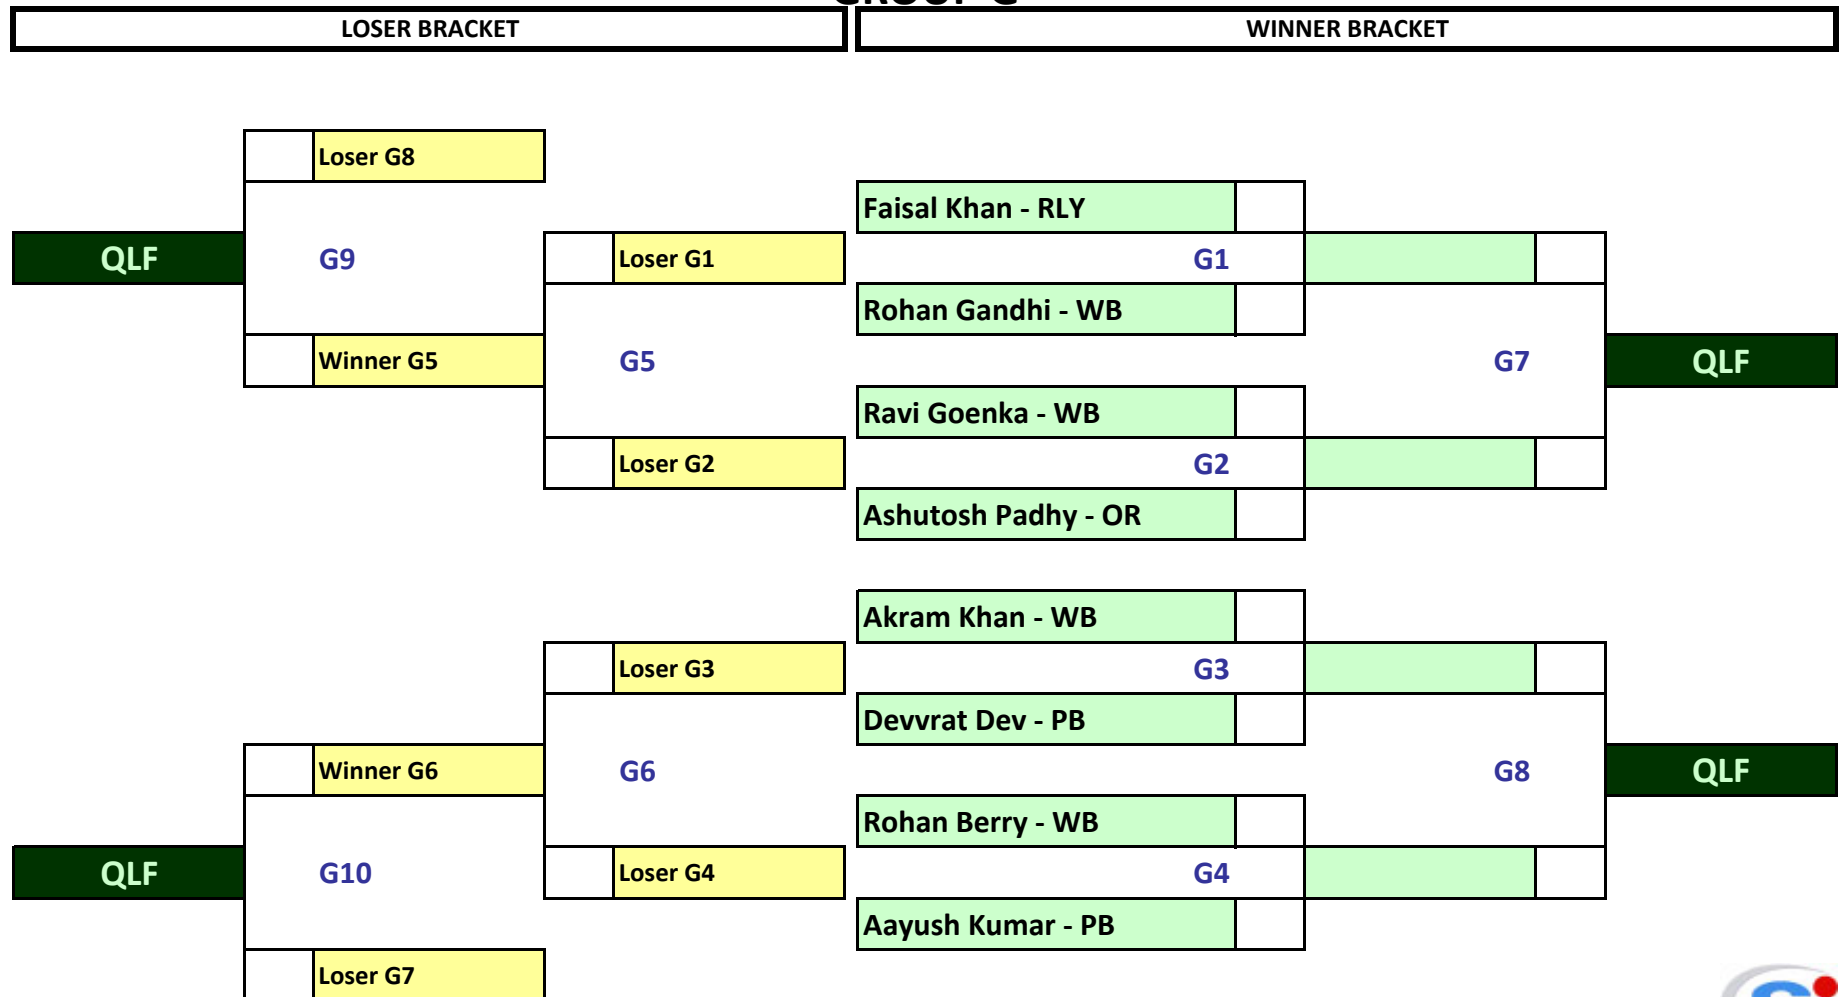 GROUP G
LOSER BRACKET
WINNER BRACKET
Loser G8
Faisal Khan - RLY
QLF
G9
Loser G1
G1
Rohan Gandhi - WB
Winner G5
G5
G7
QLF
Ravi Goenka - WB
Loser G2
G2
Ashutosh Padhy - OR
Akram Khan - WB
Loser G3
G3
Devvrat Dev - PB
Winner G6
G6
G8
QLF
Rohan Berry - WB
QLF
G10
Loser G4
G4
Aayush Kumar - PB
Loser G7